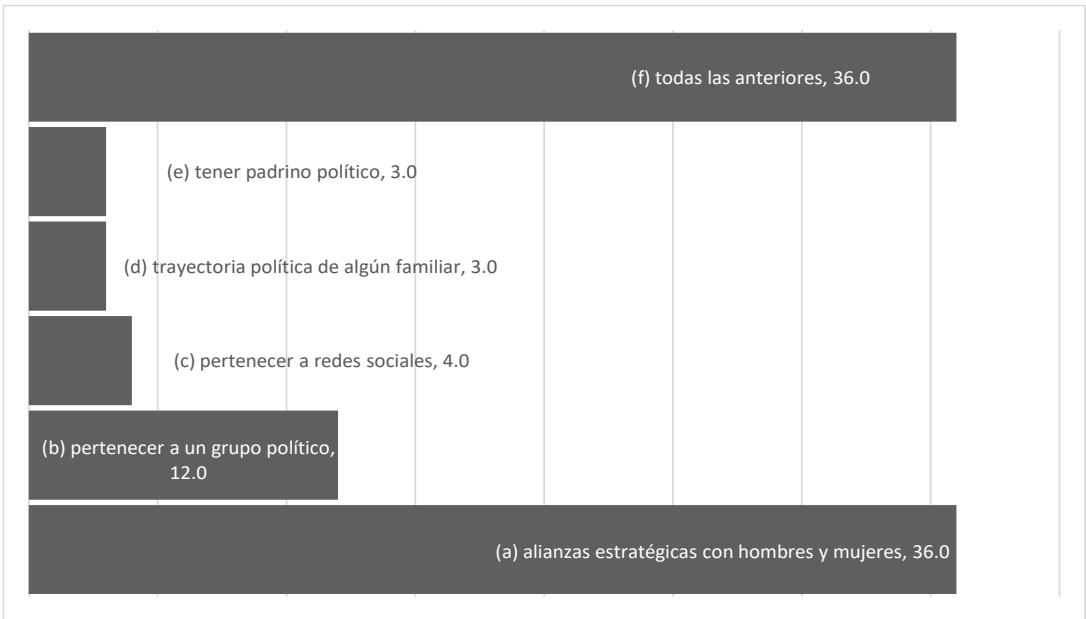 (f) todas las anteriores, 36.0
(e) tener padrino político, 3.0
(d) trayectoria política de algún familiar, 3.0
(c) pertenecer a redes sociales, 4.0
(b) pertenecer a un grupo político,
12.0
(a) alianzas estratégicas con hombres y mujeres, 36.0